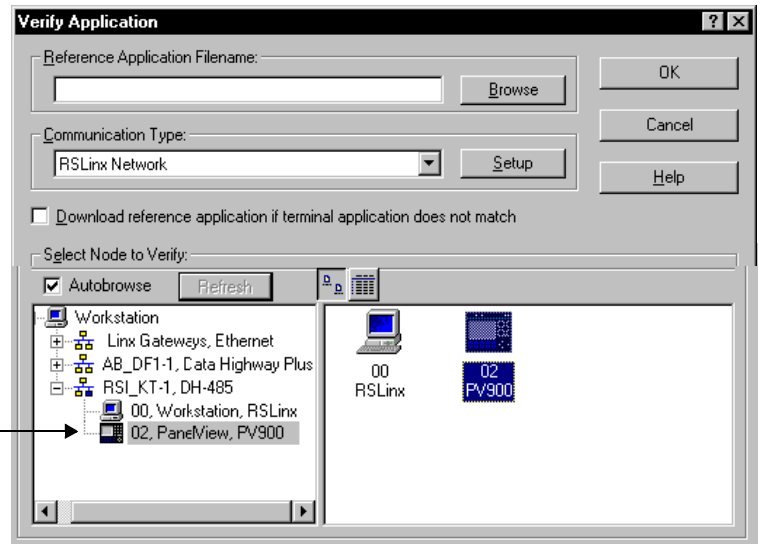 Verify Application
Reference Application Filename:
Browse
OK
Communication Type:
Cancel
RSLinx Network
Setup
Help
Download reference application if terminal application does not match
Select Node to Verify:
Autobrowse
Refresh
Workstation
Linx Gateways, Ethernet
AB_DF1-1, Data Highway Plus
RSI_KT-1, DH-485
00, Workstation, RSLinx
02, PanelView, PV900
00
RSLinx
02
PV900